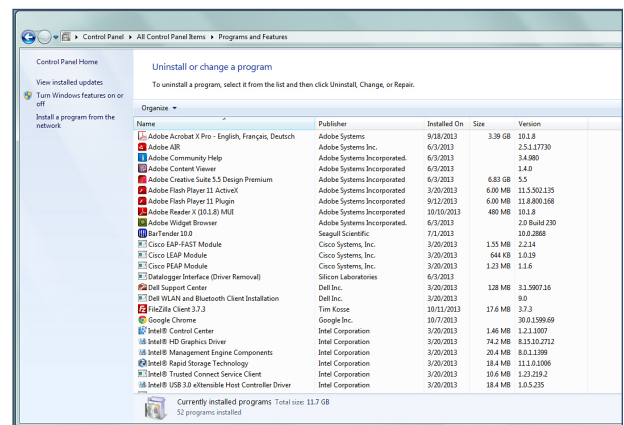 Control Panel ▸ All Control Panel Items ▸ Programs and Features
Control Panel Home
View installed updates
Turn Windows features on or off
Install a program from the network
Uninstall or change a program
To uninstall a program, select it from the list and then click Uninstall, Change, or Repair.
Organize
Name Publisher Installed On Size Version
Adobe Acrobat X Pro - English, Français, Deutsch Adobe Systems 9/18/2013 3.39 GB 10.1.8
Adobe AIR Adobe Systems Inc. 6/3/2013 2.5.1.17730
Adobe Community Help Adobe Systems Incorporated. 6/3/2013 3.4.980
Adobe Content Viewer Adobe Systems Incorporated 6/3/2013 1.4.0
Adobe Creative Suite 5.5 Design Premium Adobe Systems Incorporated 6/3/2013 6.83 GB 5.5
Adobe Flash Player 11 ActiveX Adobe Systems Incorporated 3/20/2013 6.00 MB 11.5.502.135
Adobe Flash Player 11 Plugin Adobe Systems Incorporated 9/12/2013 6.00 MB 11.8.800.168
Adobe Reader X (10.1.8) MUI Adobe Systems Incorporated 10/10/2013 480 MB 10.1.8
Adobe Widget Browser Adobe Systems Incorporated. 6/3/2013 2.0 Build 230
BarTender 10.0 Seagull Scientific 7/1/2013 10.0.2868
Cisco EAP-FAST Module Cisco Systems, Inc. 3/20/2013 1.55 MB 2.2.14
Cisco LEAP Module Cisco Systems, Inc. 3/20/2013 644 KB 1.0.19
Cisco PEAP Module Cisco Systems, Inc. 3/20/2013 1.23 MB 1.1.6
Datalogger Interface (Driver Removal) Silicon Laboratories 6/3/2013
Dell Support Center Dell Inc. 3/20/2013 128 MB 3.1.5907.16
Dell WLAN and Bluetooth Client Installation Dell Inc. 3/20/2013 9.0
FileZilla Client 3.7.3 Tim Kosse 10/11/2013 17.6 MB 3.7.3
Google Chrome Google Inc. 10/7/2013 30.0.1599.69
Intel® Control Center Intel Corporation 3/20/2013 1.46 MB 1.2.1.1007
Intel® HD Graphics Driver Intel Corporation 3/20/2013 74.2 MB 8.15.10.2712
Intel® Management Engine Components Intel Corporation 3/20/2013 20.4 MB 8.0.1.1399
Intel® Rapid Storage Technology Intel Corporation 3/20/2013 18.4 MB 11.1.0.1006
Intel® Trusted Connect Service Client Intel Corporation 3/20/2013 10.6 MB 1.23.219.2
Intel® USB 3.0 eXtensible Host Controller Driver Intel Corporation 3/20/2013 18.4 MB 1.0.5.235
Currently installed programs Total size: 11.7 GB
52 programs installed